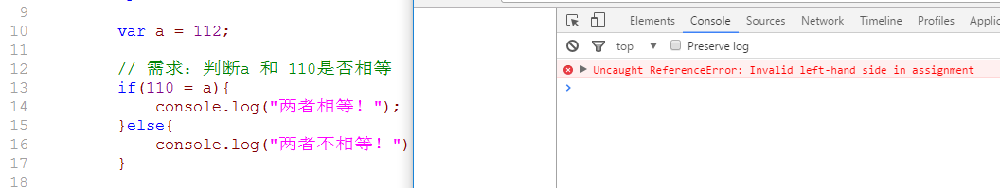 9
10 var a = 112;
11
12 // 需求：判断a 和 110是否相等
13 if(110 = a){
14 console.log("两者相等！");
15 }else{
16 console.log("两者不相等！")
17 }
18
Elements Console Sources Network Timeline Profiles Applic
top ▼ Preserve log
Uncaught ReferenceError: Invalid left-hand side in assignment